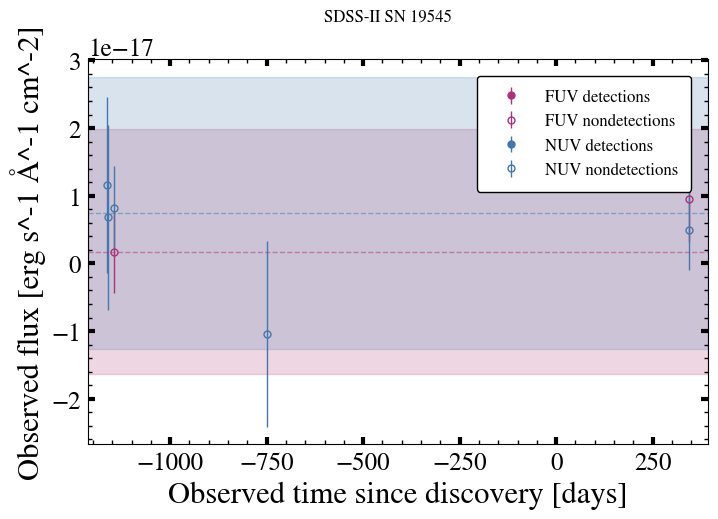 SDSS-II SN 19545
1e−17
3
2
1
0
−1
−2
Observed flux [erg s^-1 Å^-1 cm^-2]
FUV detections
FUV nondetections
NUV detections
NUV nondetections
−1000 −750 −500 −250 0 250
Observed time since discovery [days]